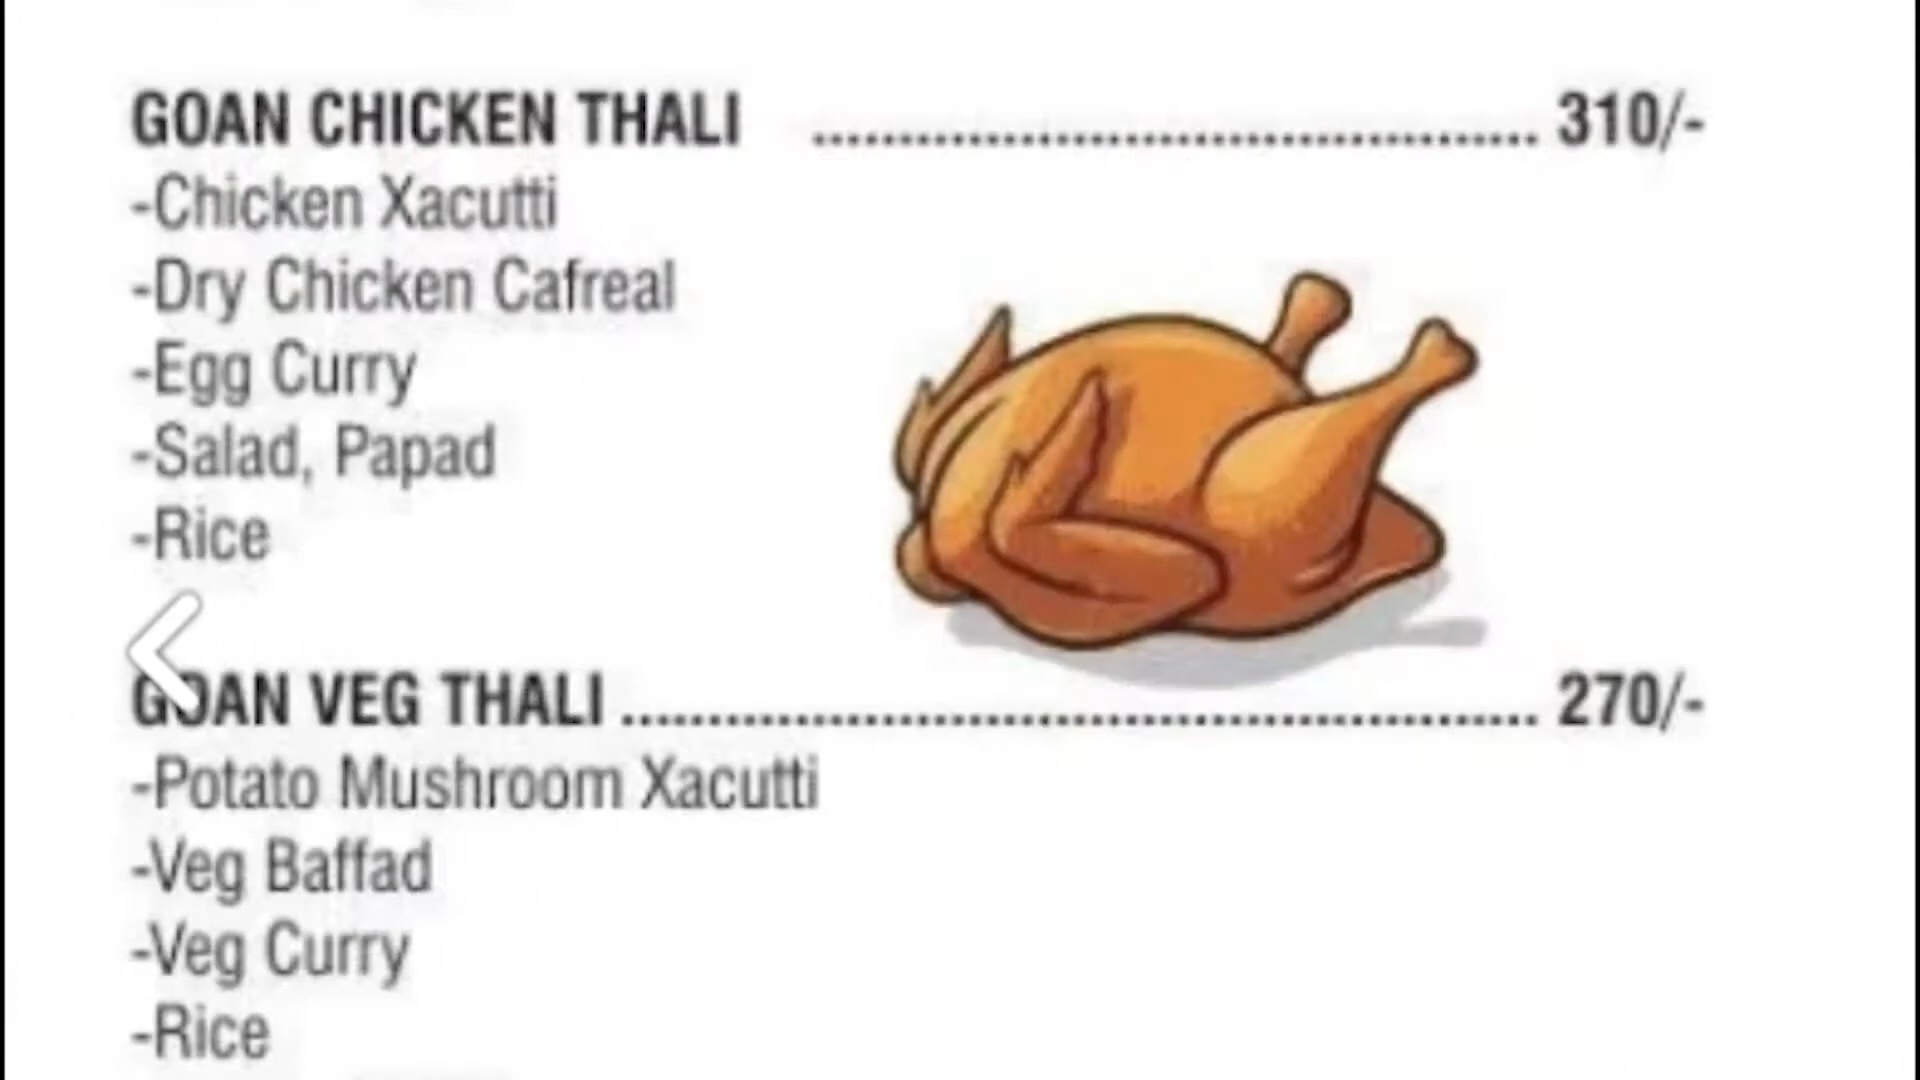 GOAN CHICKEN THALI ........................................... 310/-
-Chicken Xacutti
-Dry Chicken Cafreal
-Egg Curry
-Salad, Papad
-Rice
GOAN VEG THALI ...................................................... 270/-
-Potato Mushroom Xacutti
-Veg Baffad
-Veg Curry
-Rice